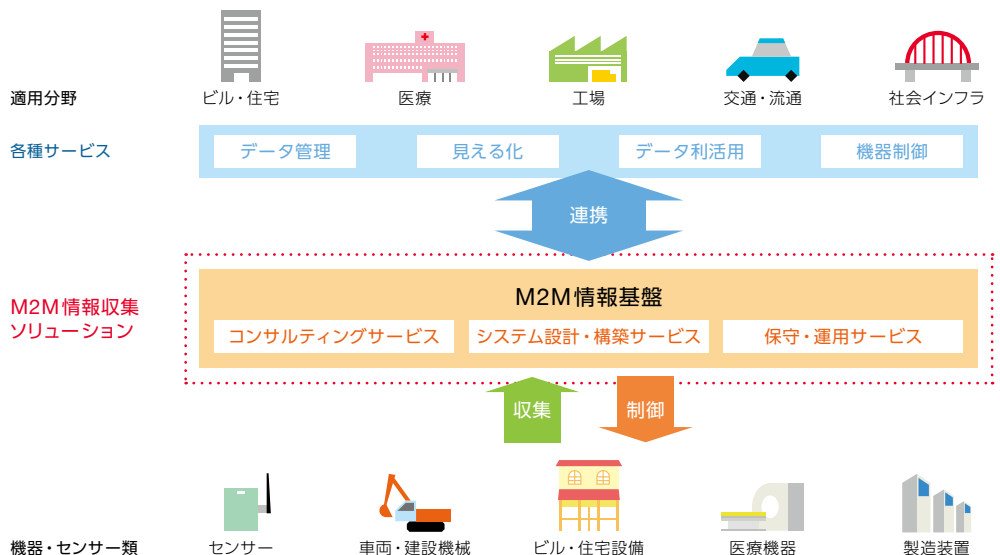 適用分野
ビル・住宅
医療
工場
交通・流通
社会インフラ
各種サービス
データ管理
見える化
データ利活用
機器制御
連携
M2M情報収集
ソリューション
M2M情報基盤
コンサルティングサービス
システム設計・構築サービス
保守・運用サービス
収集
制御
機器・センサー類
センサー
車両・建設機械
ビル・住宅設備
医療機器
製造装置